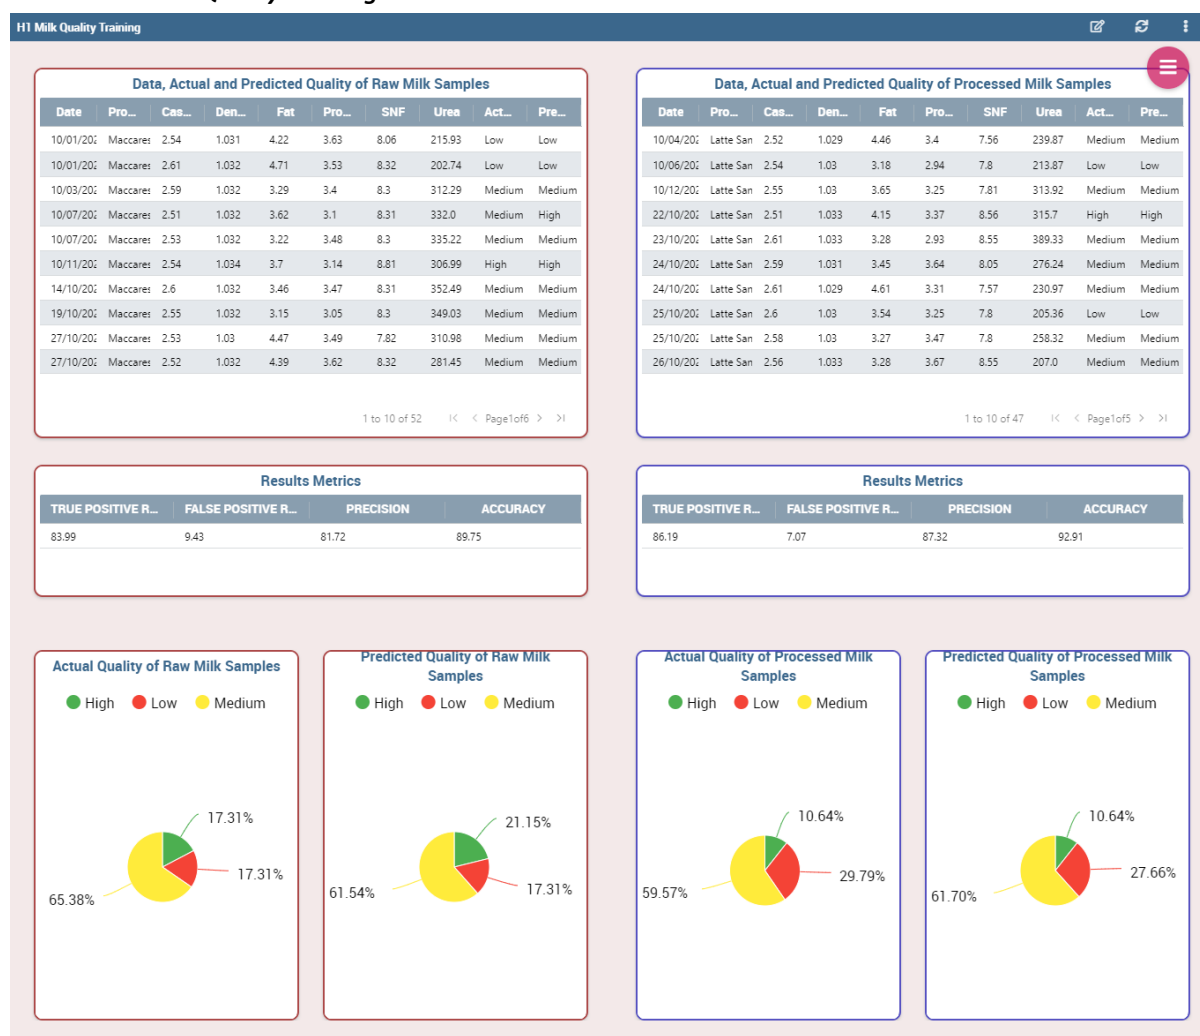 H1 Milk Quality Training
Data, Actual and Predicted Quality of Raw Milk Samples
Date Pro... Cas... Den... Fat Pro... SNF Urea Act... Pre...
10/01/202 Maccares 2.54 1.031 4.22 3.63 8.06 215.93 Low Low
10/01/202 Maccares 2.61 1.032 4.71 3.53 8.32 202.74 Low Low
10/03/202 Maccares 2.59 1.032 3.29 3.4 8.3 312.29 Medium Medium
10/07/202 Maccares 2.51 1.032 3.62 3.1 8.31 332.0 Medium High
10/07/202 Maccares 2.53 1.032 3.22 3.48 8.3 335.22 Medium Medium
10/11/202 Maccares 2.54 1.034 3.7 3.14 8.81 306.99 High High
14/10/202 Maccares 2.6 1.032 3.46 3.47 8.31 352.49 Medium Medium
19/10/202 Maccares 2.55 1.032 3.15 3.05 8.3 349.03 Medium Medium
27/10/202 Maccares 2.53 1.03 4.47 3.49 7.82 310.98 Medium Medium
27/10/202 Maccares 2.52 1.032 4.39 3.62 8.32 281.45 Medium Medium
1 to 10 of 52 Page1of6
Data, Actual and Predicted Quality of Processed Milk Samples
Date Pro... Cas... Den... Fat Pro... SNF Urea Act... Pre...
10/04/202 Latte San 2.52 1.029 4.46 3.4 7.56 239.87 Medium Medium
10/06/202 Latte San 2.54 1.03 3.18 2.94 7.8 213.87 Low Low
10/12/202 Latte San 2.55 1.03 3.65 3.25 7.81 313.92 Medium Medium
22/10/202 Latte San 2.51 1.033 4.15 3.37 8.56 315.7 High High
23/10/202 Latte San 2.61 1.033 3.28 2.93 8.55 389.33 Medium Medium
24/10/202 Latte San 2.59 1.031 3.45 3.64 8.05 276.24 Medium Medium
24/10/202 Latte San 2.61 1.029 4.61 3.31 7.57 230.97 Medium Medium
25/10/202 Latte San 2.6 1.03 3.54 3.25 7.8 205.36 Low Low
25/10/202 Latte San 2.58 1.03 3.27 3.47 7.8 258.32 Medium Medium
26/10/202 Latte San 2.56 1.033 3.28 3.67 8.55 207.0 Medium Medium
1 to 10 of 47 Page1of5
Results Metrics
TRUE POSITIVE R... FALSE POSITIVE R... PRECISION ACCURACY
83.99 9.43 81.72 89.75
Results Metrics
TRUE POSITIVE R... FALSE POSITIVE R... PRECISION ACCURACY
86.19 7.07 87.32 92.91
Actual Quality of Raw Milk Samples
High Low Medium
17.31%
17.31%
65.38%
Predicted Quality of Raw Milk
Samples
High Low Medium
21.15%
17.31%
61.54%
Actual Quality of Processed Milk
Samples
High Low Medium
10.64%
29.79%
59.57%
Predicted Quality of Processed Milk
Samples
High Low Medium
10.64%
27.66%
61.70%